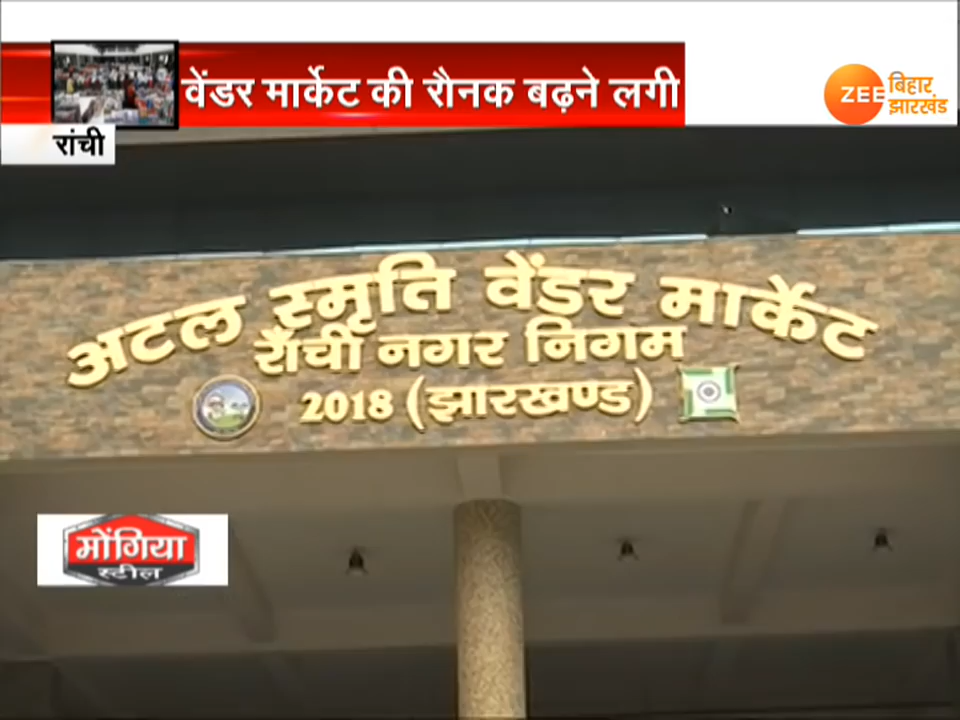 वेंडर मार्केट की रौनक बढ़ने लगी
ZEE बिहार झारखंड
रांची
अटल स्मृति वेंडर मार्केट
राँची नगर निगम
2018 (झारखण्ड)
मोंगिया
स्टील